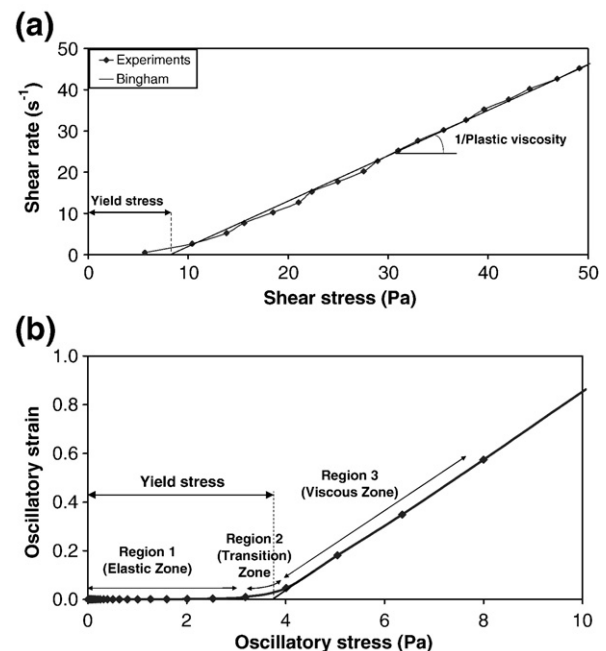 (a)
50
40
30
20
10
0
Shear rate (s⁻¹)
Experiments
Bingham
1/Plastic viscosity
Yield stress
0 10 20 30 40 50
Shear stress (Pa)
(b)
1.0
0.8
0.6
0.4
0.2
0.0
Oscillatory strain
Yield stress
Region 3
(Viscous Zone)
Region 1
(Elastic Zone)
Region 2
(Transition)
Zone
0 2 4 6 8 10
Oscillatory stress (Pa)